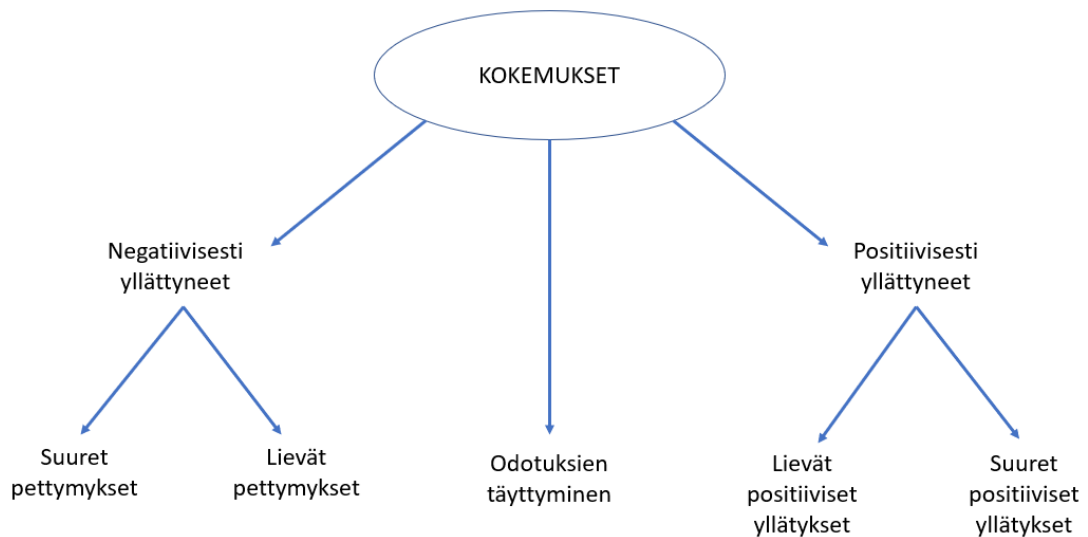 KOKEMUKSET
Negatiivisesti
yllättyneet
Positiivisesti
yllättyneet
Suuret
pettymykset
Lievät
pettymykset
Odotuksien
täyttyminen
Lievät
positiiviset
yllätykset
Suuret
positiiviset
yllätykset